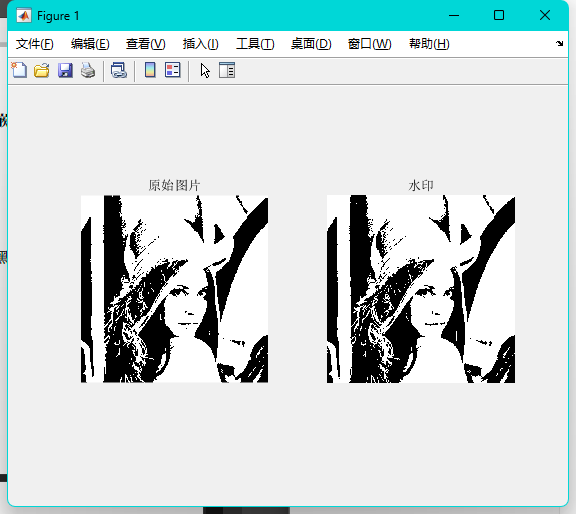 Figure 1
文件(F) 编辑(E) 查看(V) 插入(I) 工具(T) 桌面(D) 窗口(W) 帮助(H)
原始图片 水印